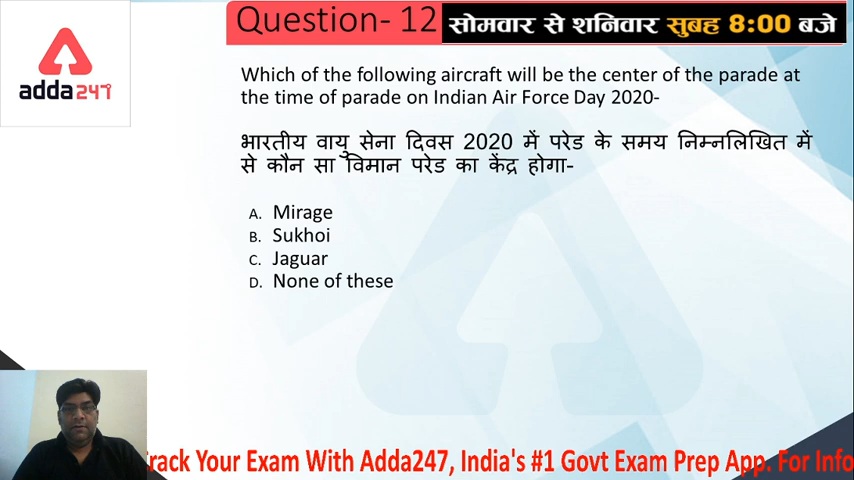 Question- 12
सोमवार से शनिवार सुबह 8:00 बजे
adda247
Which of the following aircraft will be the center of the parade at
the time of parade on Indian Air Force Day 2020-
भारतीय वायु सेना दिवस 2020 में परेड के समय निम्नलिखित में
से कौन सा विमान परेड का केंद्र होगा-
A. Mirage
B. Sukhoi
C. Jaguar
D. None of these
rack Your Exam With Adda247, India's #1 Govt Exam Prep App. For Info